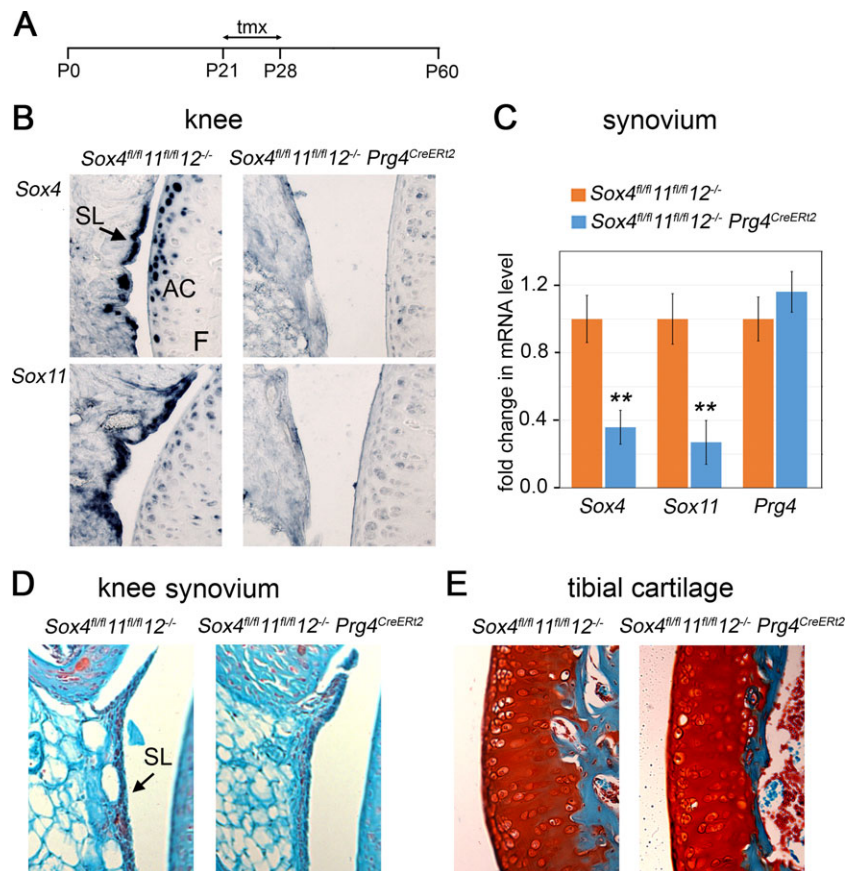 A
tmx
P0 P21 P28 P60
B knee
Sox4fl/fl11fl/fl12-/- Sox4fl/fl11fl/fl12-/- Prg4CreERt2
Sox4
SL
AC
F
Sox11
C synovium
Sox4fl/fl11fl/fl12-/-
Sox4fl/fl11fl/fl12-/- Prg4CreERt2
fold change in mRNA level
1.2
0.8
0.4
0.0
** **
Sox4 Sox11 Prg4
D knee synovium
Sox4fl/fl11fl/fl12-/- Sox4fl/fl11fl/fl12-/- Prg4CreERt2
SL
E tibial cartilage
Sox4fl/fl11fl/fl12-/- Sox4fl/fl11fl/fl12-/- Prg4CreERt2